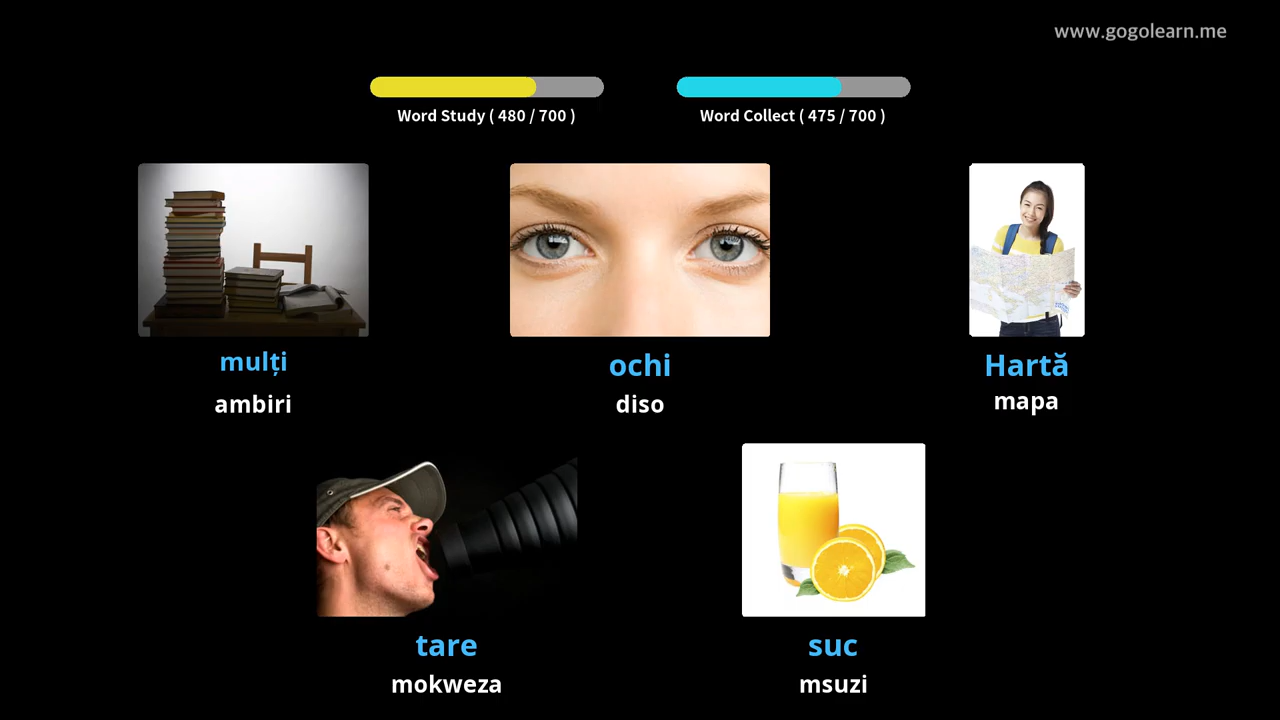 www.gogolearn.me
Word Study ( 480 / 700 )
Word Collect ( 475 / 700 )
mulți
ambiri
ochi
diso
Hartă
mapa
tare
mokweza
suc
msuzi